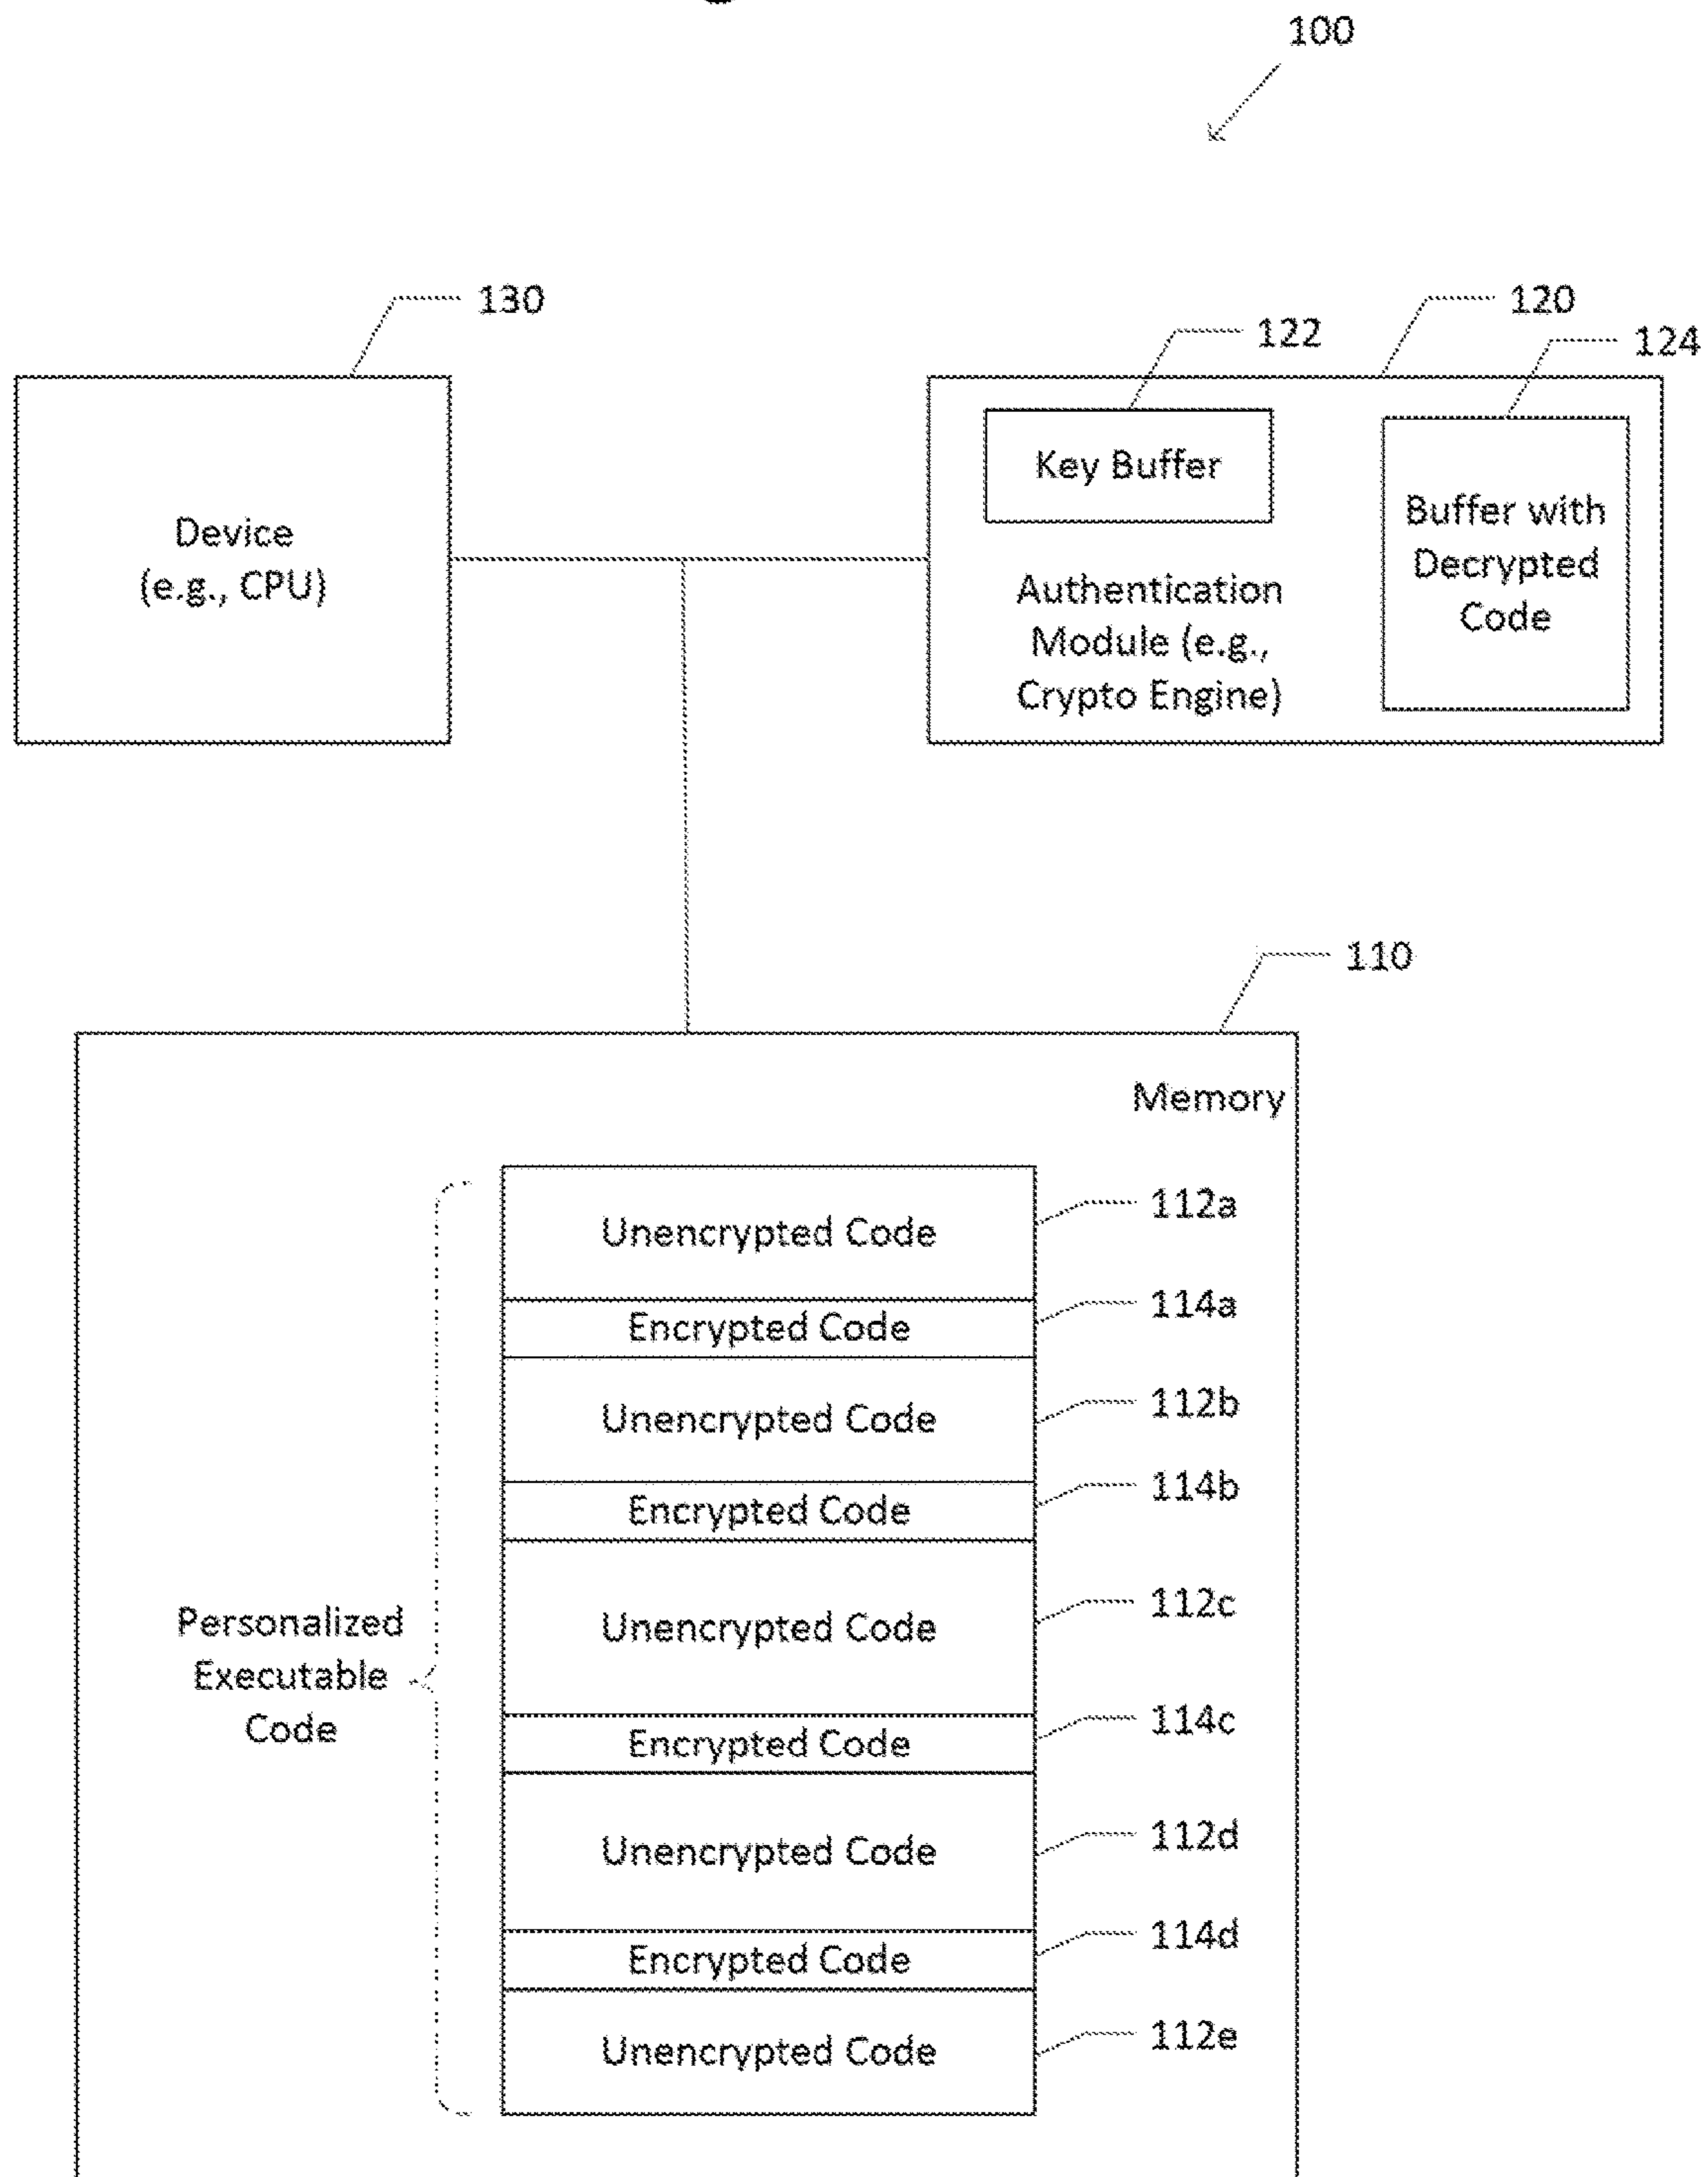 100
130
120
122
124
Device
(e.g., CPU)
Key Buffer
Authentication
Module (e.g.,
Crypto Engine)
Buffer with
Decrypted
Code
110
Memory
Unencrypted Code
112a
Encrypted Code
114a
Unencrypted Code
112b
Encrypted Code
114b
Unencrypted Code
112c
Personalized
Executable
Code
Encrypted Code
114c
Unencrypted Code
112d
Encrypted Code
114d
Unencrypted Code
112e